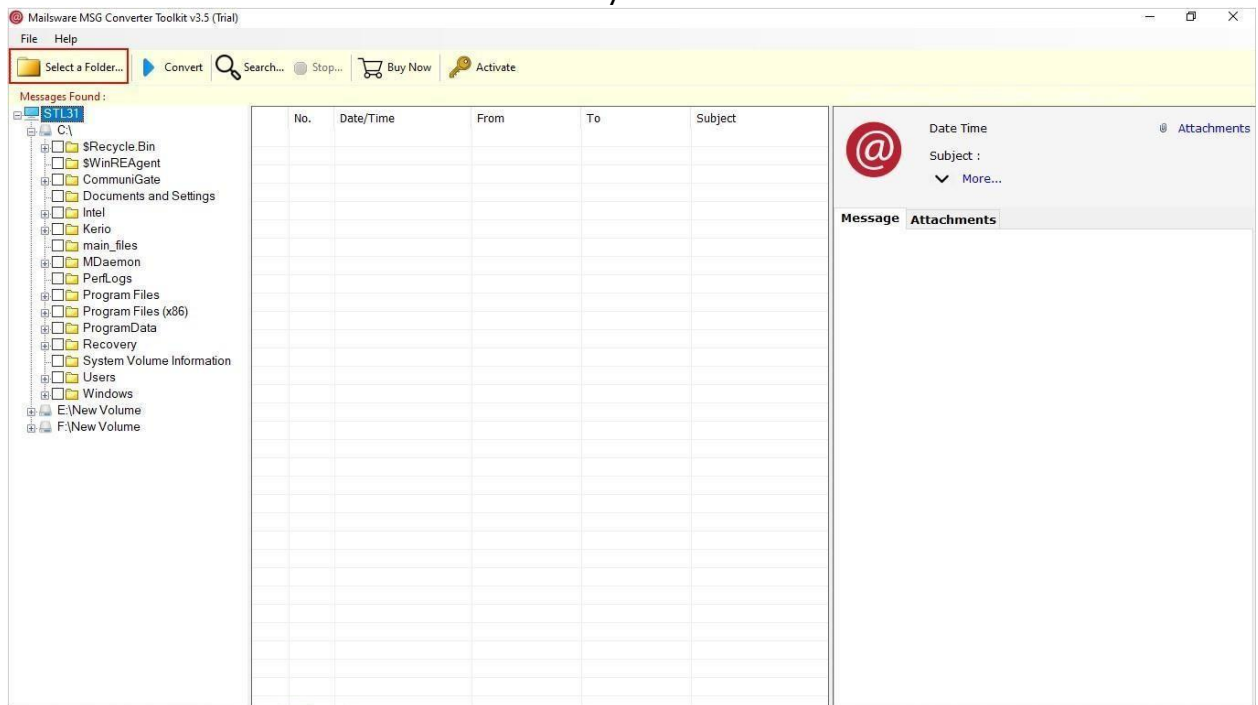 Mailsware MSG Converter Toolkit v3.5 (Trial)
File Help
Select a Folder... Convert Search... Stop... Buy Now Activate
Messages Found :
STL31
C:\
$Recycle.Bin
$WinREAgent
CommuniGate
Documents and Settings
Intel
Kerio
main_files
MDaemon
PerfLogs
Program Files
Program Files (x86)
ProgramData
Recovery
System Volume Information
Users
Windows
E:\New Volume
F:\New Volume
No. Date/Time From To Subject
Date Time Attachments
Subject :
More...
Message Attachments